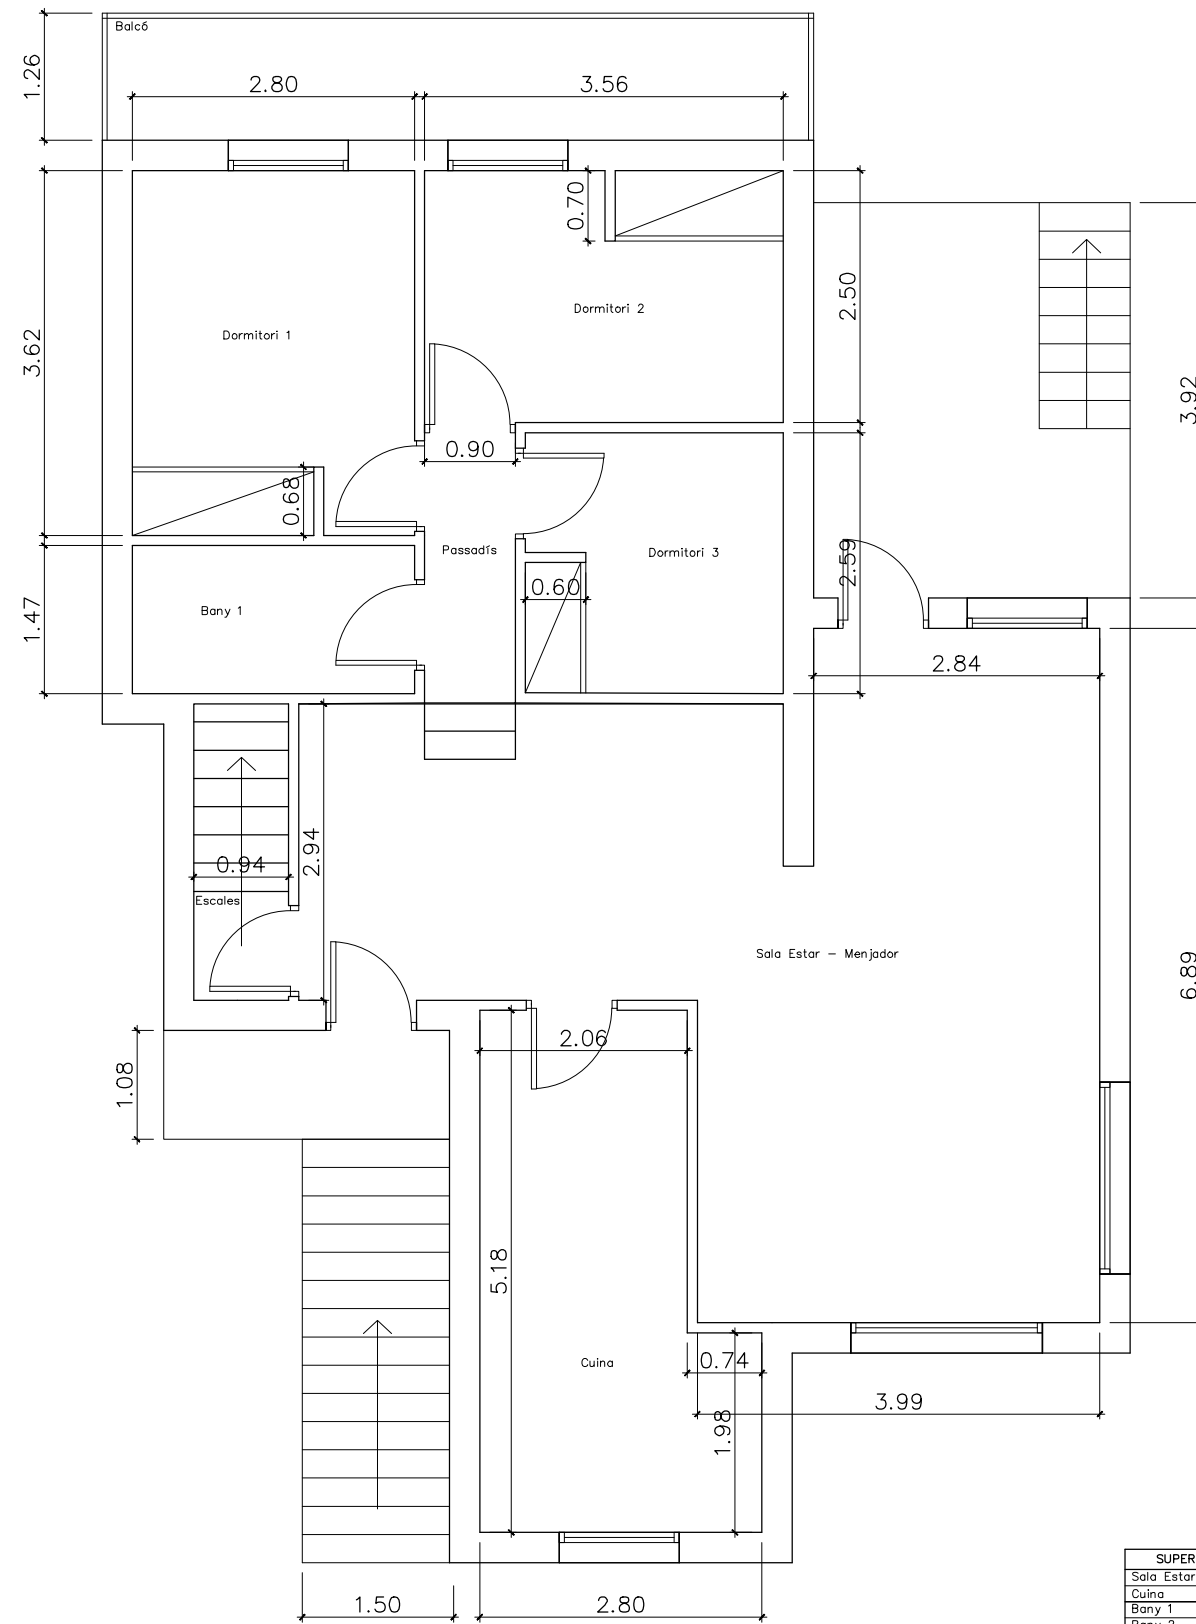 Balcó
1.26
2.80
3.56
0.70
2.50
3.62
Dormitori 1
Dormitori 2
3.92
0.90
0.68
Passadís
Dormitori 3
2.59
0.60
1.47
Bany 1
2.84
2.94
0.94
Escales
Sala Estar – Menjador
6.89
2.06
1.08
5.18
Cuina
0.74
3.99
1.98
1.50
2.80
SUPER
Sala Estar
Cuina
Bany 1